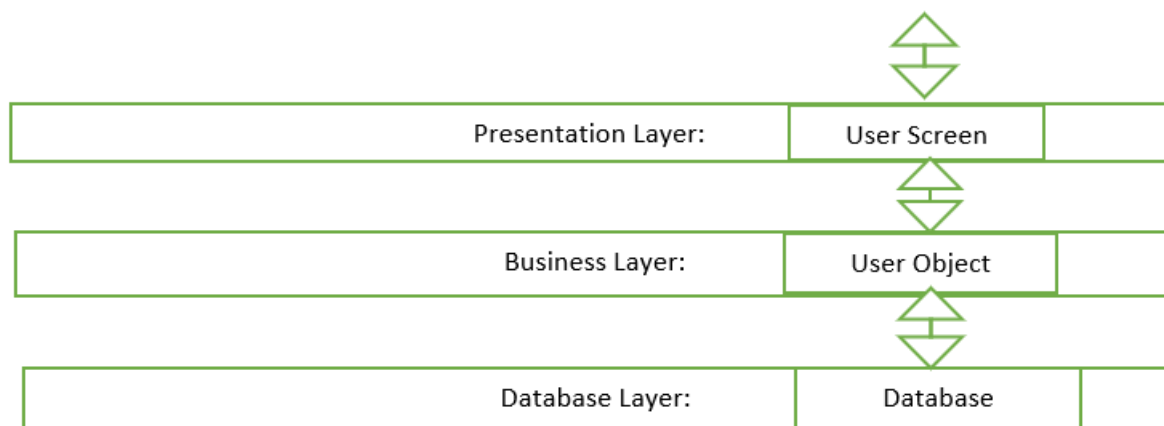 Presentation Layer: User Screen
Business Layer: User Object
Database Layer: Database